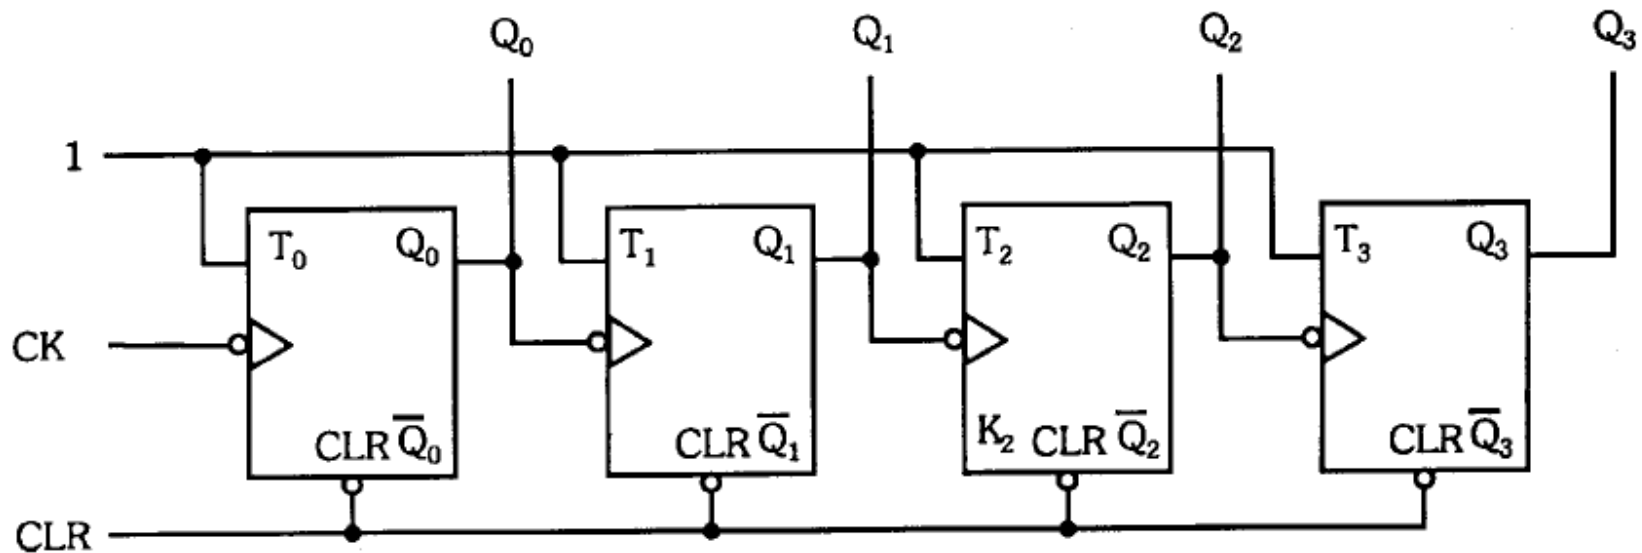 Q₀ Q₁ Q₂ Q₃
1
T₀ Q₀ T₁ Q₁ T₂ Q₂ T₃ Q₃
CK
CLR Q̅₀ CLR Q̅₁ K₂ CLR Q̅₂ CLR Q̅₃
CLR